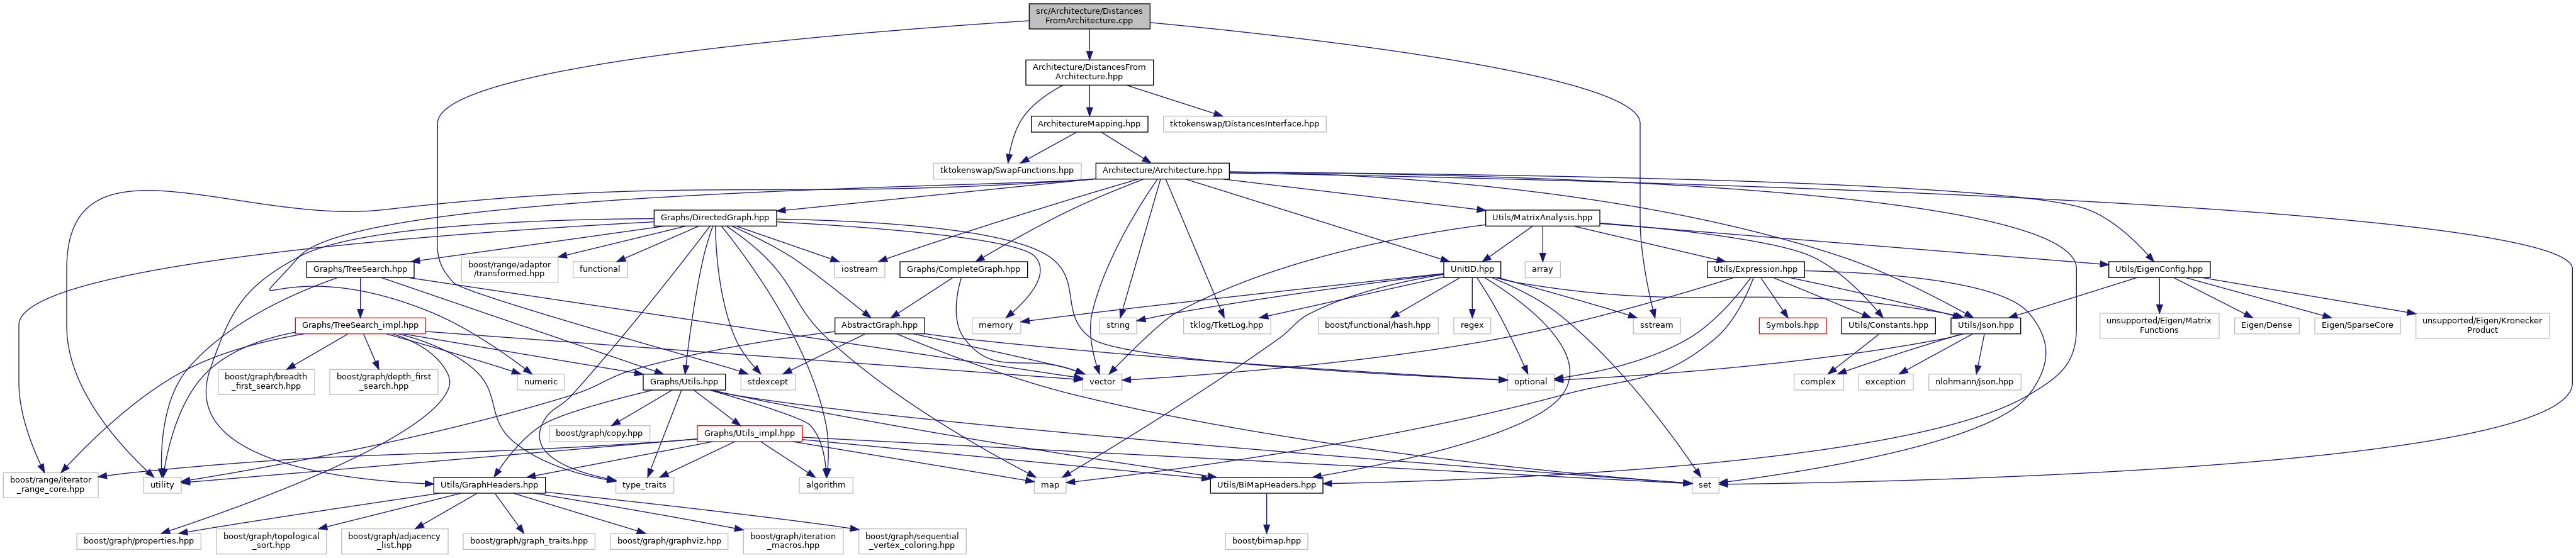 src/Architecture/Distances
FromArchitecture.cpp
Architecture/DistancesFrom
Architecture.hpp
ArchitectureMapping.hpp
tktokenswap/DistancesInterface.hpp
tktokenswap/SwapFunctions.hpp
Architecture/Architecture.hpp
Graphs/DirectedGraph.hpp
Utils/MatrixAnalysis.hpp
Graphs/TreeSearch.hpp
boost/range/adaptor
/transformed.hpp
functional
iostream
Graphs/CompleteGraph.hpp
UnitID.hpp
array
Utils/Expression.hpp
Utils/EigenConfig.hpp
Graphs/TreeSearch_impl.hpp
AbstractGraph.hpp
memory
string
tklog/TketLog.hpp
boost/functional/hash.hpp
regex
sstream
Symbols.hpp
Utils/Constants.hpp
Utils/Json.hpp
unsupported/Eigen/Matrix
Functions
Eigen/Dense
Eigen/SparseCore
unsupported/Eigen/Kronecker
Product
boost/graph/breadth
_first_search.hpp
boost/graph/depth_first
_search.hpp
numeric
Graphs/Utils.hpp
stdexcept
vector
optional
complex
exception
nlohmann/json.hpp
boost/graph/copy.hpp
Graphs/Utils_impl.hpp
boost/range/iterator
_range_core.hpp
utility
Utils/GraphHeaders.hpp
type_traits
algorithm
map
Utils/BiMapHeaders.hpp
set
boost/graph/properties.hpp
boost/graph/topological
_sort.hpp
boost/graph/adjacency
_list.hpp
boost/graph/graph_traits.hpp
boost/graph/graphviz.hpp
boost/graph/iteration
_macros.hpp
boost/graph/sequential
_vertex_coloring.hpp
boost/bimap.hpp